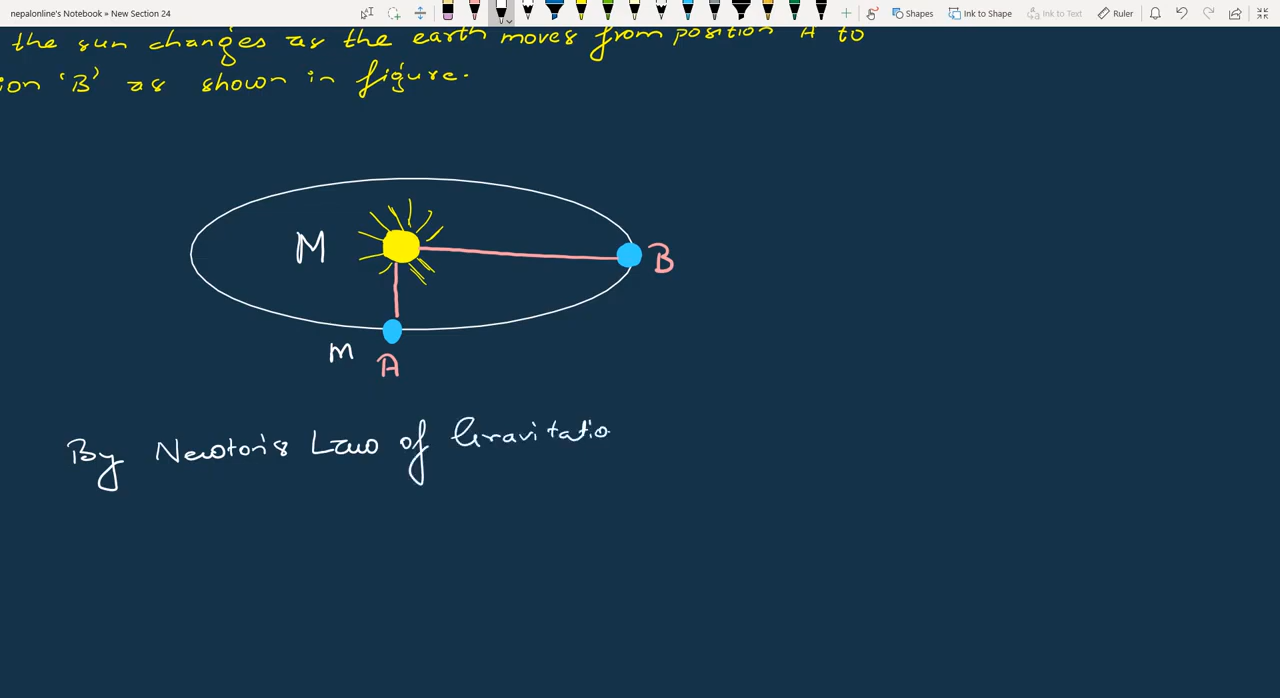 nepalonline's Notebook » New Section 24
Shapes
Ink to Shape
Ink to Text
Ruler
the sun changes as the earth moves from position A to
ion 'B' as shown in figure.
M
B
m
A
By Newton's Law of Gravitatio